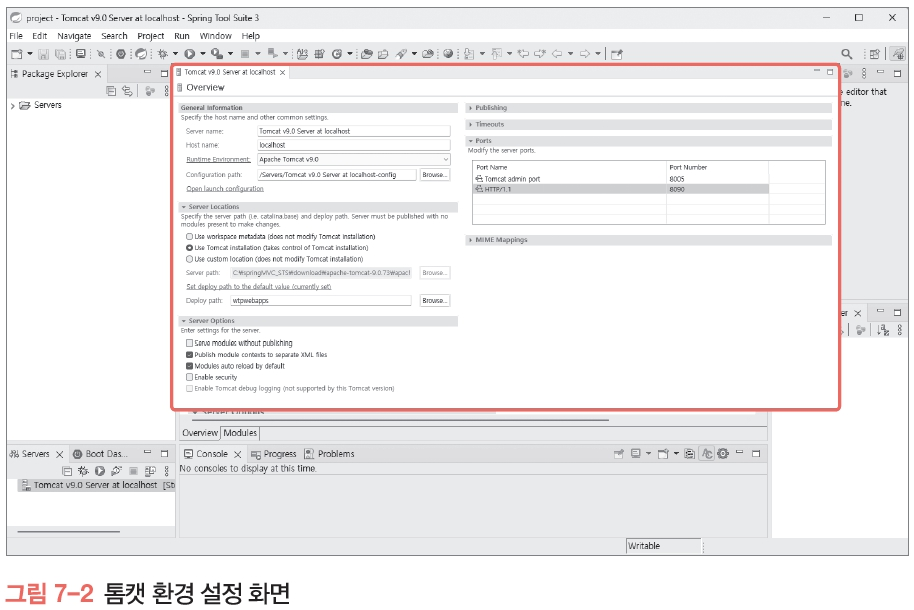 project - Tomcat v9.0 Server at localhost - Spring Tool Suite 3
File Edit Navigate Search Project Run Window Help
Package Explorer
Servers
Tomcat v9.0 Server at localhost
Overview
General Information
Specify the host name and other common settings.
Server name: Tomcat v9.0 Server at localhost
Host name: localhost
Runtime Environment: Apache Tomcat v9.0
Configuration path: /Servers/Tomcat v9.0 Server at localhost-config Browse...
Open launch configuration
Server Locations
Specify the server path (i.e. catalina.base) and deploy path. Server must be published with no
modules present to make changes.
Use workspace metadata (does not modify Tomcat installation)
Use Tomcat installation (takes control of Tomcat installation)
Use custom location (does not modify Tomcat installation)
Server path: C:₩springMVC_STS₩download₩apache-tomcat-9.0.73₩apac Browse...
Set deploy path to the default value (currently set)
Deploy path: wtpwebapps Browse...
Server Options
Enter settings for the server.
Serve modules without publishing
Publish module contexts to separate XML files
Modules auto reload by default
Enable security
Enable Tomcat debug logging (not supported by this Tomcat version)
Publishing
Timeouts
Ports
Modify the server ports.
Port Name Port Number
Tomcat admin port 8005
HTTP/1.1 8090
MIME Mappings
e editor that
ne.
er
Server Options
Overview Modules
Servers Boot Das...
Tomcat v9.0 Server at localhost [St
Console Progress Problems
No consoles to display at this time.
Writable
그림 7-2 톰캣 환경 설정 화면